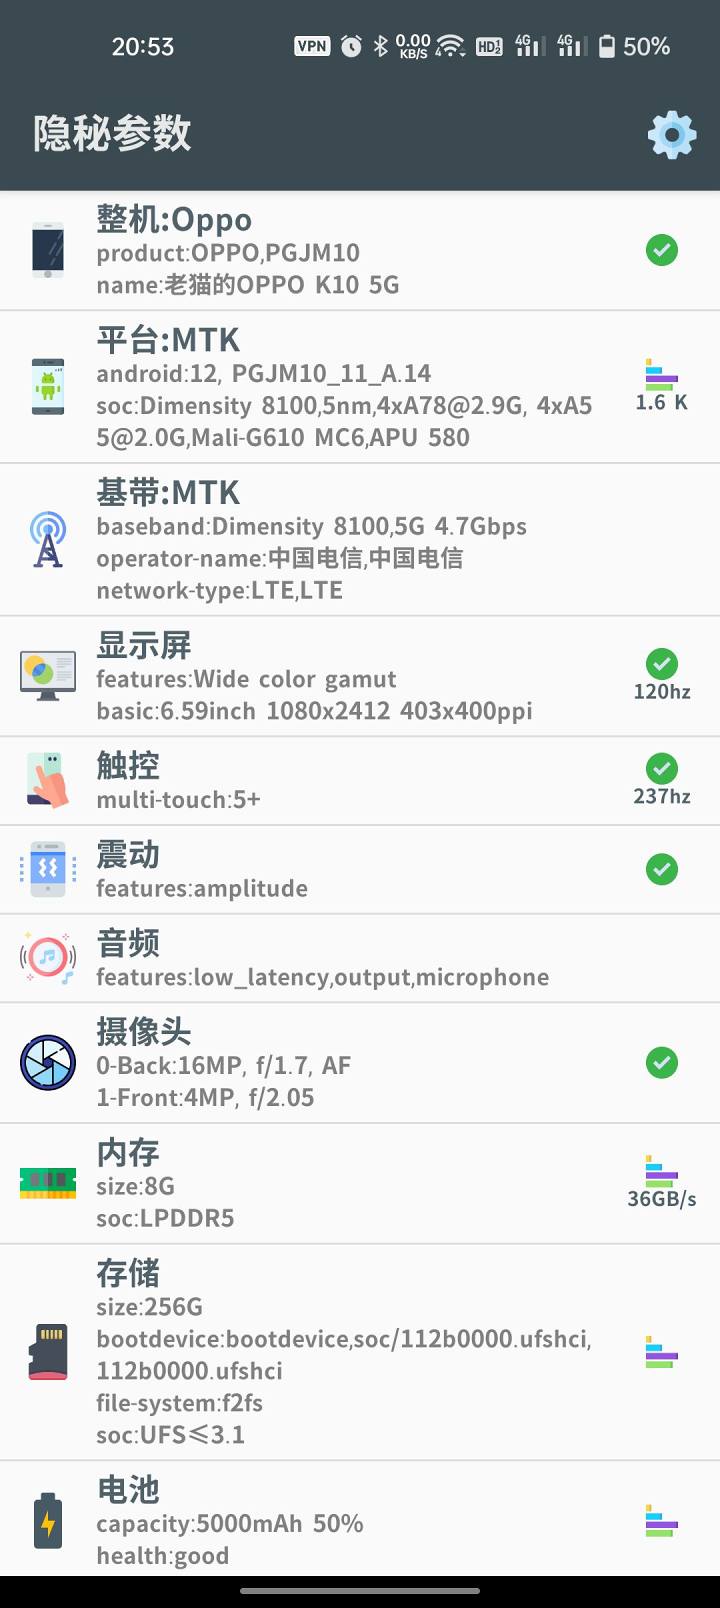 20:53
VPN
0.00
KB/S
HD
4G
4G
50%
隐秘参数
整机:Oppo
product:OPPO,PGJM10
name:老猫的OPPO K10 5G
平台:MTK
android:12, PGJM10_11_A.14
soc:Dimensity 8100,5nm,4xA78@2.9G, 4xA5
5@2.0G,Mali-G610 MC6,APU 580
1.6 K
基带:MTK
baseband:Dimensity 8100,5G 4.7Gbps
operator-name:中国电信,中国电信
network-type:LTE,LTE
显示屏
features:Wide color gamut
basic:6.59inch 1080x2412 403x400ppi
120hz
触控
multi-touch:5+
237hz
震动
features:amplitude
音频
features:low_latency,output,microphone
摄像头
0-Back:16MP, f/1.7, AF
1-Front:4MP, f/2.05
内存
size:8G
soc:LPDDR5
36GB/s
存储
size:256G
bootdevice:bootdevice,soc/112b0000.ufshci,
112b0000.ufshci
file-system:f2fs
soc:UFS≤3.1
电池
capacity:5000mAh 50%
health:good